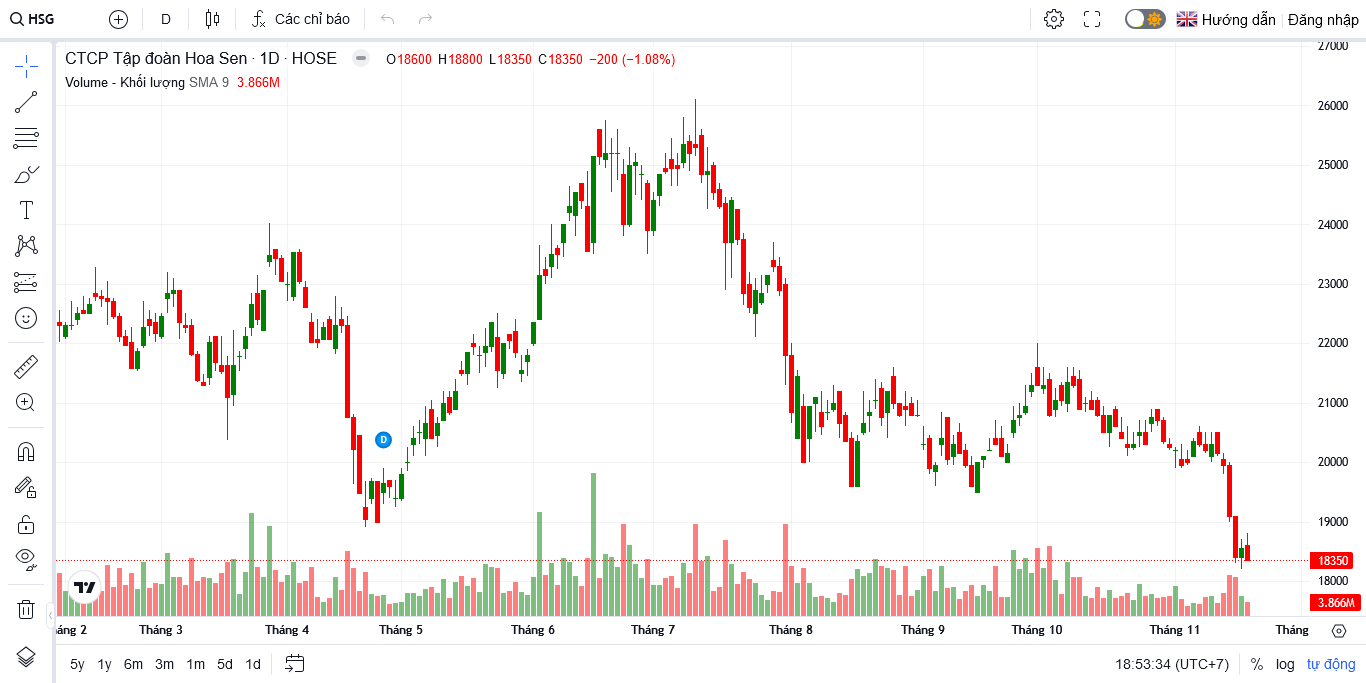 HSG
D
Các chỉ báo
Hướng dẫn
Đăng nhập
CTCP Tập đoàn Hoa Sen · 1D · HOSE
O18600 H18800 L18350 C18350 −200 (−1.08%)
Volume - Khối lượng SMA 9 3.866M
27000
26000
25000
24000
23000
22000
21000
20000
19000
18350
18000
3.866M
D
áng 2
Tháng 3
Tháng 4
Tháng 5
Tháng 6
Tháng 7
Tháng 8
Tháng 9
Tháng 10
Tháng 11
Tháng
5y 1y 6m 3m 1m 5d 1d
18:53:34 (UTC+7)
% log tự động